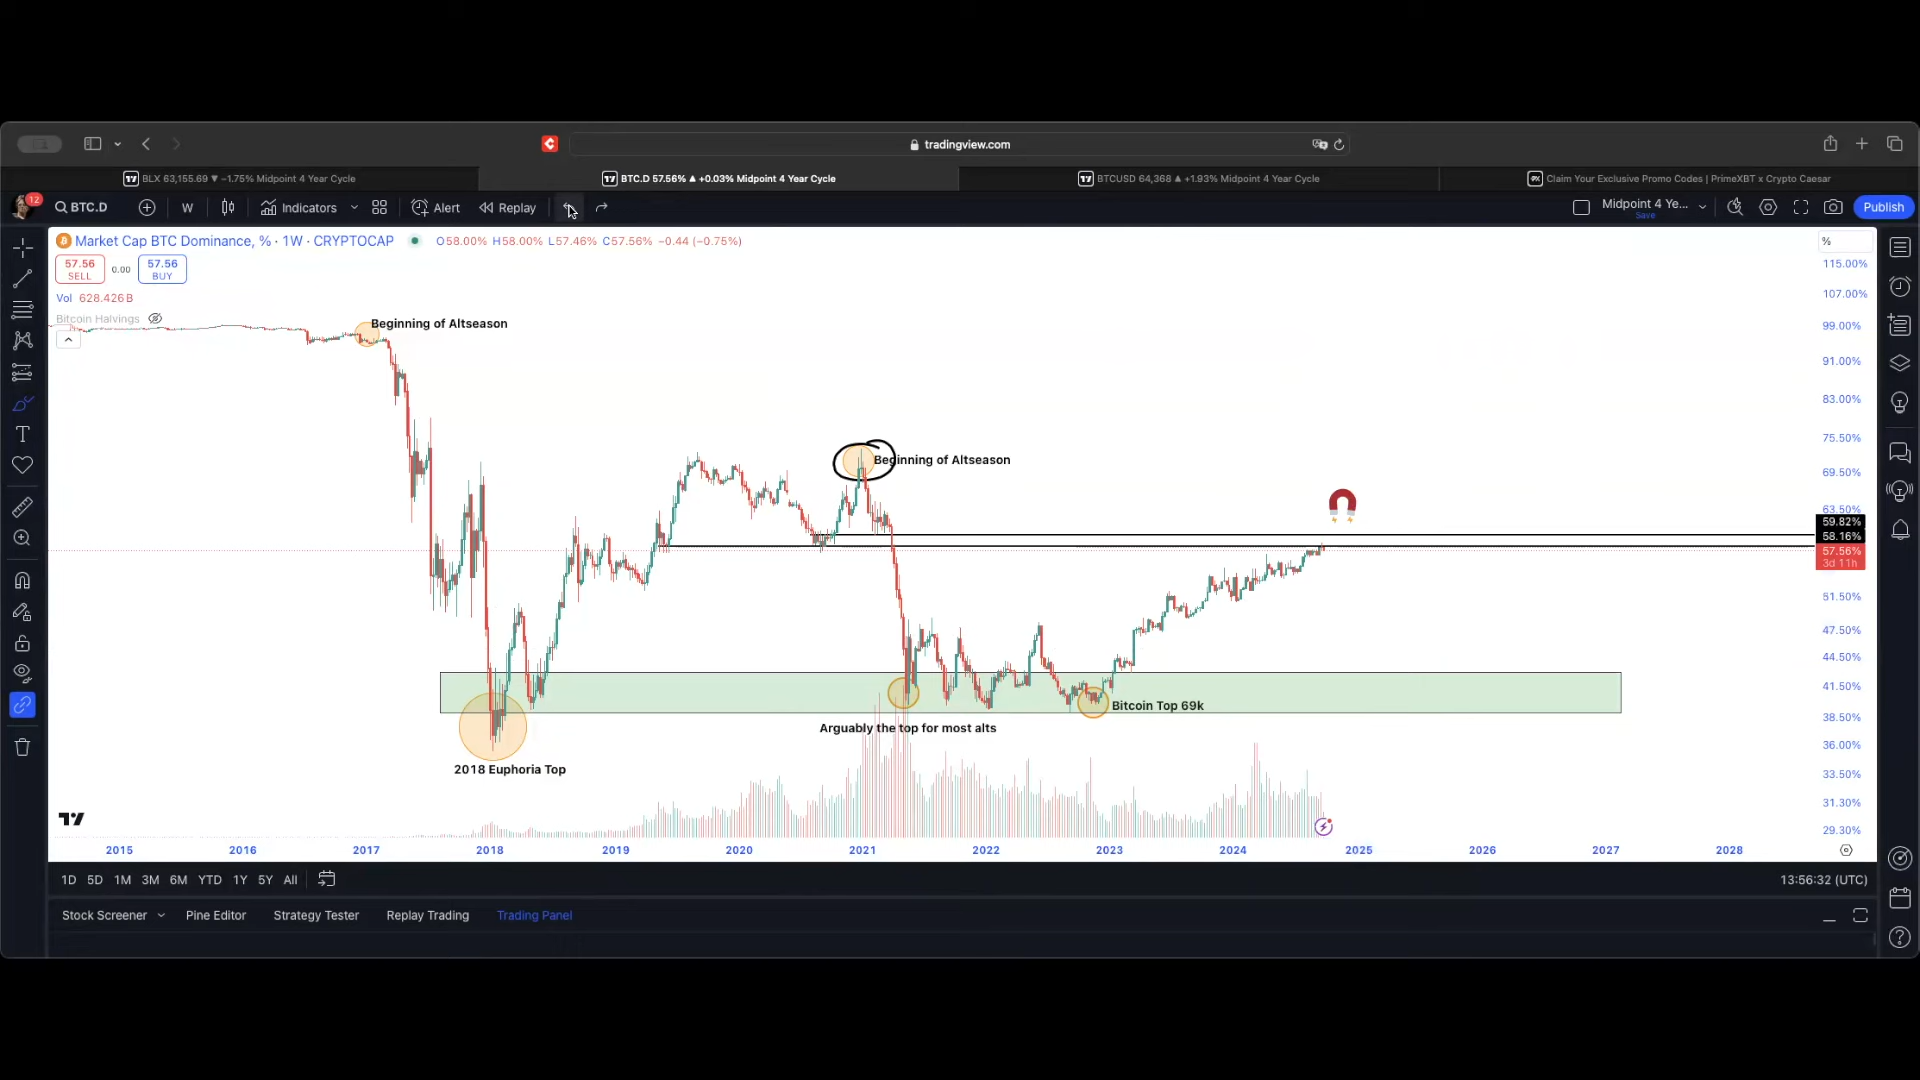 tradingview.com
BLX 63,155.69 ▼ −1.75% Midpoint 4 Year Cycle
BTC.D 57.56% ▲ +0.03% Midpoint 4 Year Cycle
BTCUSD 64,368 ▲ +1.93% Midpoint 4 Year Cycle
Claim Your Exclusive Promo Codes | PrimeXBT x Crypto Caesar
12
BTC.D
W
Indicators
Alert
Replay
Midpoint 4 Ye...
Save
Publish
Market Cap BTC Dominance, % · 1W · CRYPTOCAP
O58.00% H58.00% L57.46% C57.56% −0.44 (−0.75%)
%
57.56
SELL
0.00
57.56
BUY
Vol 628.426B
Bitcoin Halvings
115.00%
107.00%
99.00%
91.00%
83.00%
75.50%
69.50%
63.50%
59.82%
58.16%
57.56%
3d 11h
51.50%
47.50%
44.50%
41.50%
38.50%
36.00%
33.50%
31.30%
29.30%
Beginning of Altseason
Beginning of Altseason
Bitcoin Top 69k
Arguably the top for most alts
2018 Euphoria Top
2015 2016 2017 2018 2019 2020 2021 2022 2023 2024 2025 2026 2027 2028
1D 5D 1M 3M 6M YTD 1Y 5Y All
13:56:32 (UTC)
Stock Screener
Pine Editor
Strategy Tester
Replay Trading
Trading Panel